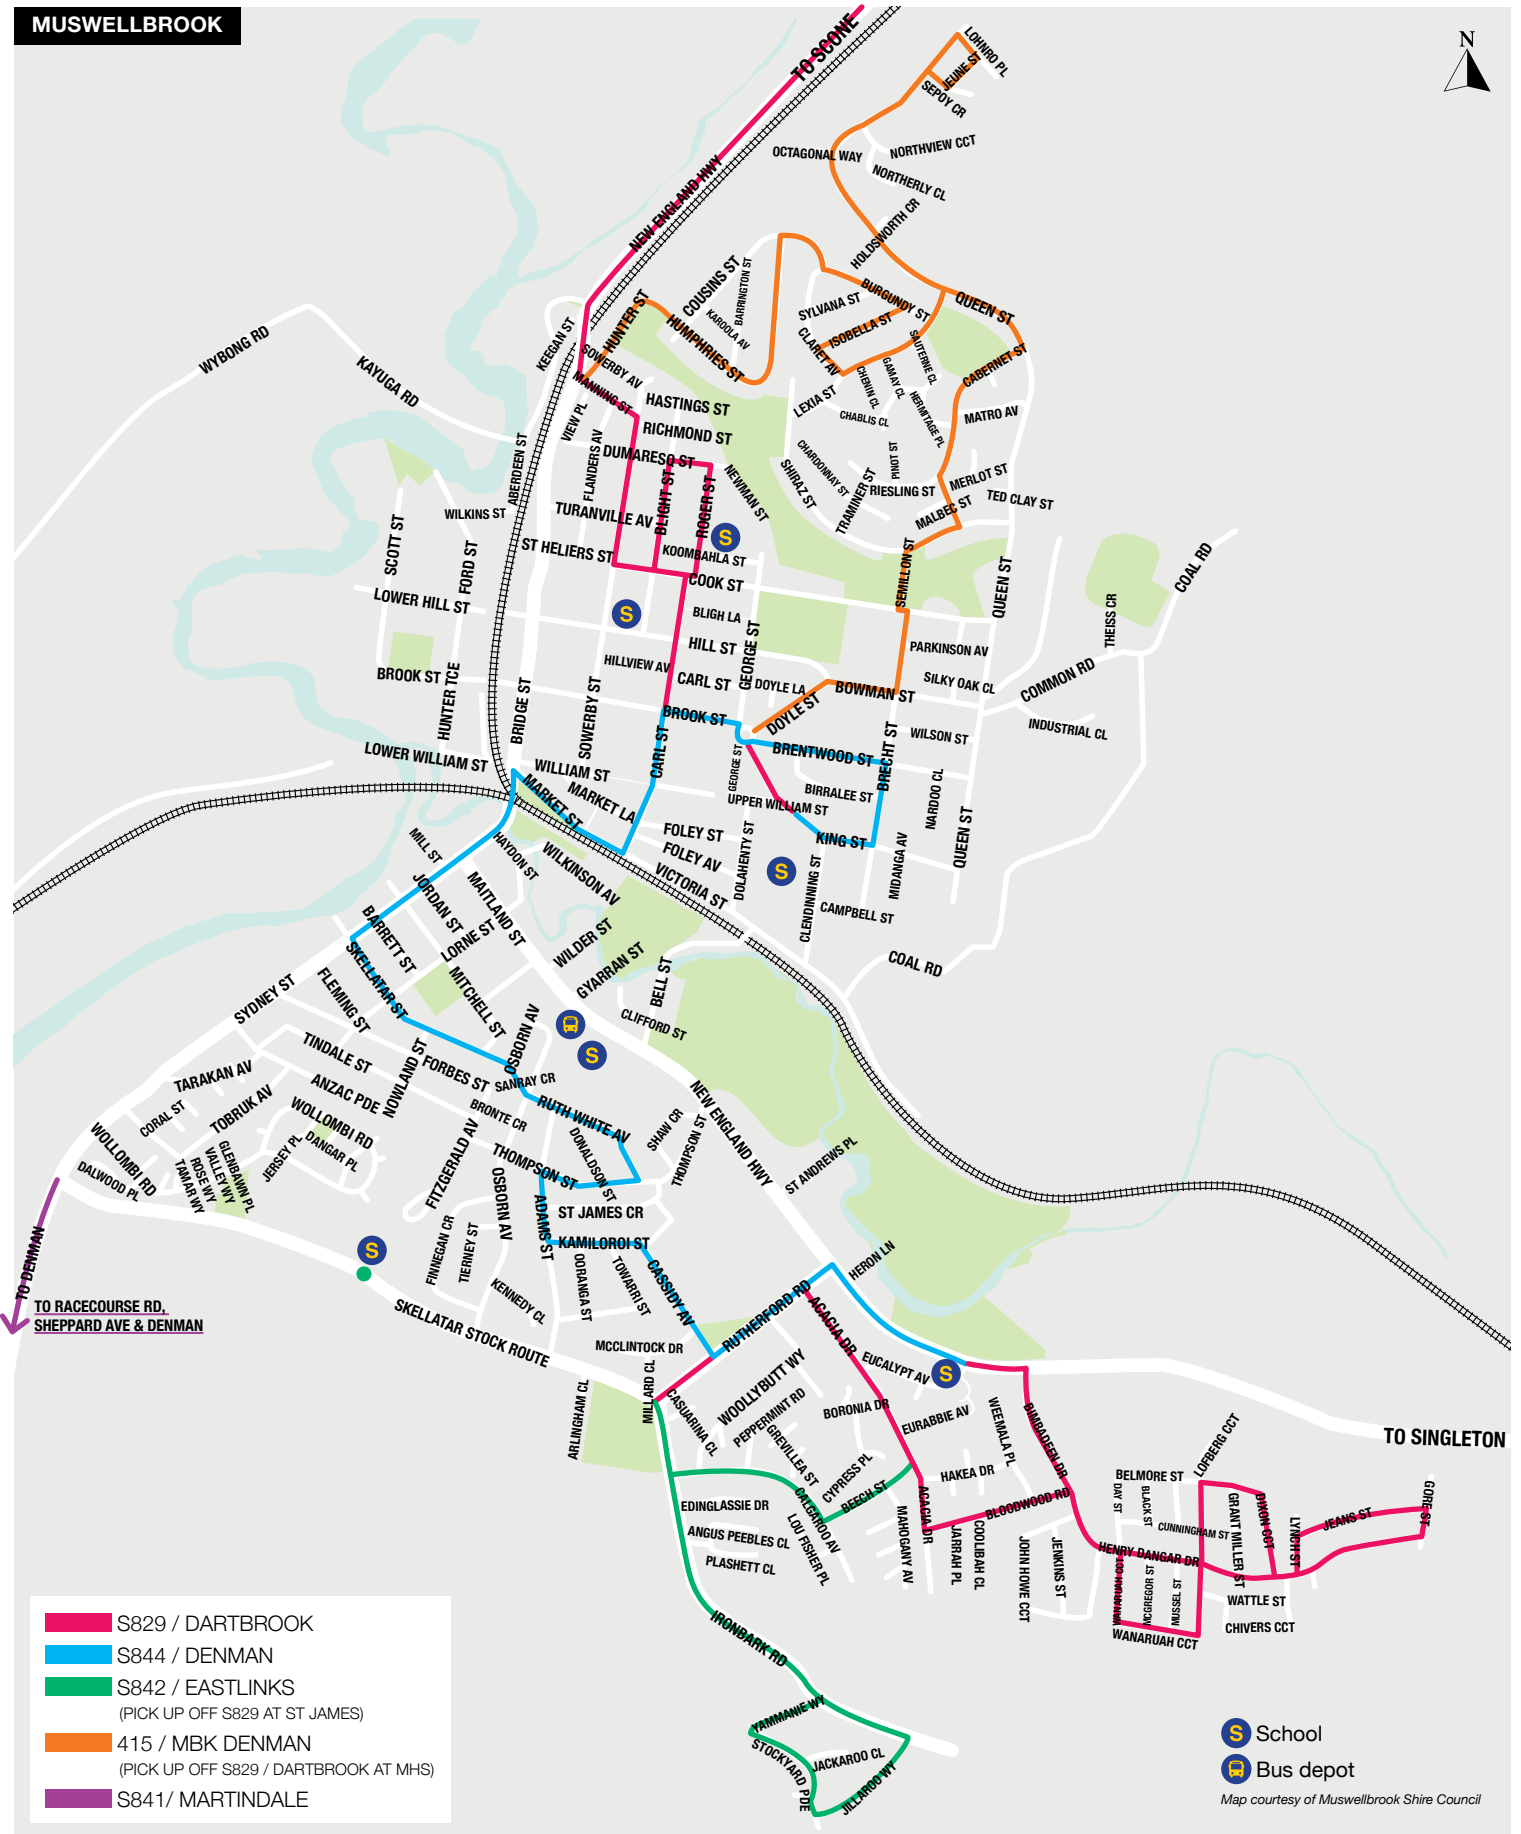 MUSWELLBROOK
N
TO SCONE
LOHNRO PL
JEUNE ST
SEPOY CR
OCTAGONAL WAY
NORTHVIEW CCT
NORTHERLY CL
NEW ENGLAND HWY
HOLDSWORTH CR
COUSINS ST
BARRINGTON ST
KAROOLA AV
BURGUNDY ST
QUEEN ST
SYLVANA ST
ISOBELLA ST
CLARET AV
SAUTERNE CL
CABERNET ST
HUNTER ST
HUMPHRIES ST
KEEGAN ST
SOWERBY AV
MANNING ST
WYBONG RD
KAYUGA RD
VIEW PL
HASTINGS ST
RICHMOND ST
DUMARESQ ST
LEXIA ST
CHENIN CL
GAMAY CL
HERMITAGE PL
CHABLIS CL
MATRO AV
ABERDEEN ST
FLANDERS AV
BLIGHT ST
ROGER ST
NEWMAN ST
SHIRAZ ST
CHARDONNAY ST
TRAMINER ST
PINOT ST
RIESLING ST
MERLOT ST
MALBEC ST
TED CLAY ST
WILKINS ST
TURANVILLE AV
SCOTT ST
FORD ST
ST HELIERS ST
KOOMBAHLA ST
COOK ST
SEMILLON ST
QUEEN ST
COAL RD
THEISS CR
LOWER HILL ST
BLIGH LA
HILL ST
GEORGE ST
PARKINSON AV
HILLVIEW AV
BROOK ST
CARL ST
DOYLE LA
BOWMAN ST
SILKY OAK CL
COMMON RD
HUNTER TCE
BRIDGE ST
SOWERBY ST
BROOK ST
DOYLE ST
INDUSTRIAL CL
WILSON ST
LOWER WILLIAM ST
WILLIAM ST
CARL ST
GEORGE ST
BRENTWOOD ST
BRECHT ST
MARKET ST
MARKET LA
BIRRALEE ST
NARDOO CL
UPPER WILLIAM ST
QUEEN ST
FOLEY ST
KING ST
FOLEY AV
MILL ST
HAYDON ST
WILKINSON AV
VICTORIA ST
DOLAHENTY ST
CLENDINNING ST
MIDANGA AV
CAMPBELL ST
JORDAN ST
MAITLAND ST
BARRETT ST
LORNE ST
WILDER ST
COAL RD
SKELLATAR ST
GYARRAN ST
BELL ST
FLEMING ST
MITCHELL ST
SYDNEY ST
CLIFFORD ST
OSBORN AV
TINDALE ST
NOWLAND ST
FORBES ST
SANRAY CR
TARAKAN AV
ANZAC PDE
TOBRUK AV
WOLLOMBI RD
CORAL ST
BRONTE CR
RUTH WHITE AV
SHAW CR
THOMPSON ST
NEW ENGLAND HWY
WOLLOMBI RD
DANGAR PL
JERSEY PL
DONALDSON ST
THOMPSON ST
ST ANDREWS PL
DALWOOD PL
GLENBAWN PL
VALLEY WY
ROSE WY
TAMAR WY
FITZGERALD AV
OSBORN AV
ADAMS ST
ST JAMES CR
KAMILOROI ST
FINNEGAN CR
TIERNEY ST
HERON LN
TO DENMAN
OORANGA ST
TOWARRI ST
CASSIDY AV
KENNEDY CL
TO RACECOURSE RD,
SHEPPARD AVE & DENMAN
SKELLATAR STOCK ROUTE
RUTHERFORD RD
ACACIA DR
MCCLINTOCK DR
EUCALYPT AV
WOOLLYBUTT WY
ARLINGHAM CL
MILLARD CL
CASUARINA CL
PEPPERMINT RD
BORONIA DR
EURABBIE AV
WEEMALA PL
BIMBADEEN DR
GREVILLEA ST
CYPRESS PL
TO SINGLETON
LOFBERG CCT
BELMORE ST
HAKEA DR
BEECH ST
CALGAROO AV
LOU FISHER PL
EDINGLASSIE DR
ANGUS PEEBLES CL
PLASHETT CL
MAHOGANY AV
ACACIA DR
JARRAH PL
COOLIBAH CL
BLOODWOOD RD
JOHN HOWE CCT
JENKINS ST
DAY ST
BLACK ST
CUNNINGHAM ST
GRANT MILLER ST
DIXON CCT
LYNCH ST
JEANS ST
GORE ST
HENRY DANGAR DR
WANARUAH CCT
MCGREGOR ST
MUSSEL ST
WATTLE ST
CHIVERS CCT
WANARUAH CCT
IRONBARK RD
YAMMANIE WY
STOCKYARD PDE
JACKAROO CL
JILLAROO WY
S829 / DARTBROOK
S844 / DENMAN
S842 / EASTLINKS
(PICK UP OFF S829 AT ST JAMES)
415 / MBK DENMAN
(PICK UP OFF S829 / DARTBROOK AT MHS)
S841/ MARTINDALE
S
S
S
S
S
S
S School
Bus depot
Map courtesy of Muswellbrook Shire Council